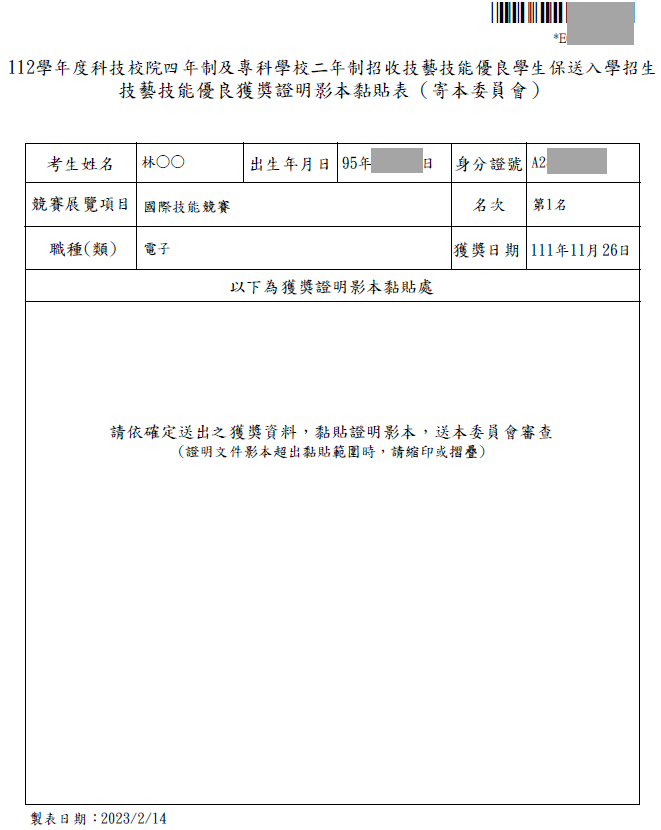 *E
112學年度科技校院四年制及專科學校二年制招收技藝技能優良學生保送入學招生
技藝技能優良獲獎證明影本黏貼表（寄本委員會）
考生姓名 林○○ 出生年月日 95年 日 身分證號 A2
競賽展覽項目 國際技能競賽 名次 第1名
職種(類) 電子 獲獎日期 111年11月26日
以下為獲獎證明影本黏貼處
請依確定送出之獲獎資料，黏貼證明影本，送本委員會審查
(證明文件影本超出黏貼範圍時，請縮印或摺疊)
製表日期：2023/2/14